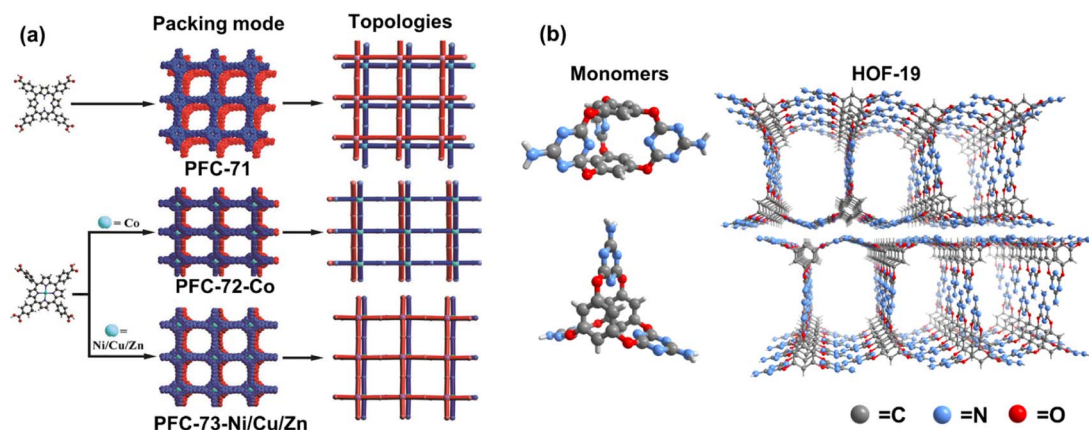 (a)
Packing mode
Topologies
PFC-71
= Co
PFC-72-Co
=
Ni/Cu/Zn
PFC-73-Ni/Cu/Zn
(b)
Monomers
HOF-19
=C =N =O